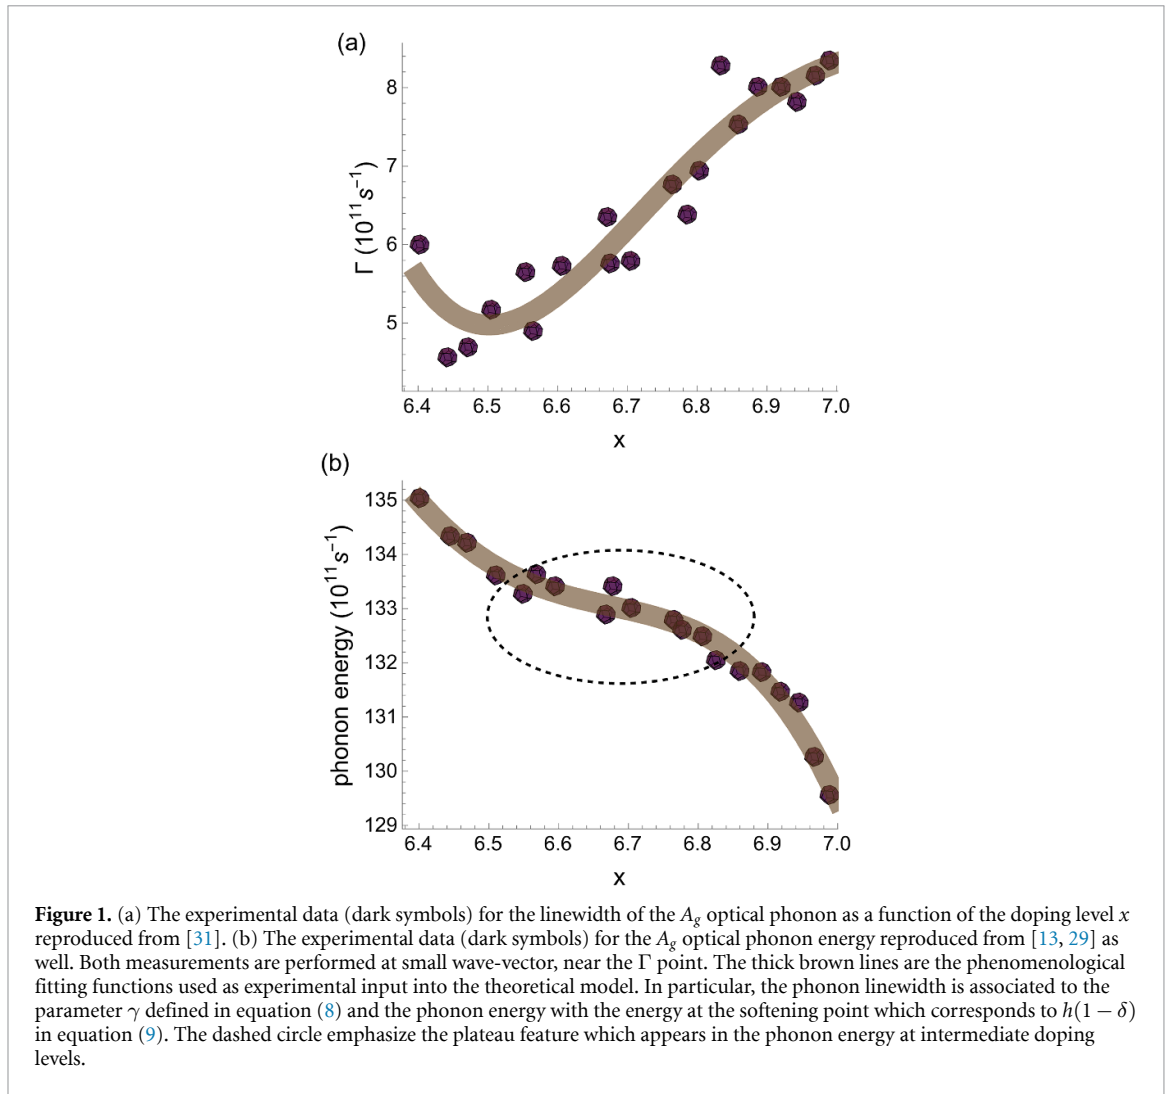 (a)
8
7
6
5
Γ (10¹¹s⁻¹)
6.4 6.5 6.6 6.7 6.8 6.9 7.0
x
(b)
135
134
133
132
131
130
129
phonon energy (10¹¹s⁻¹)
6.4 6.5 6.6 6.7 6.8 6.9 7.0
x
Figure 1. (a) The experimental data (dark symbols) for the linewidth of the A_g optical phonon as a function of the doping level x
reproduced from [31]. (b) The experimental data (dark symbols) for the A_g optical phonon energy reproduced from [13, 29] as
well. Both measurements are performed at small wave-vector, near the Γ point. The thick brown lines are the phenomenological
fitting functions used as experimental input into the theoretical model. In particular, the phonon linewidth is associated to the
parameter γ defined in equation (8) and the phonon energy with the energy at the softening point which corresponds to h(1 − δ)
in equation (9). The dashed circle emphasize the plateau feature which appears in the phonon energy at intermediate doping
levels.